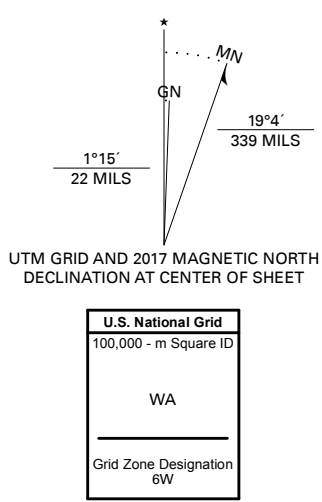 ★
MN
GN
19°4´
339 MILS
1°15´
22 MILS
UTM GRID AND 2017 MAGNETIC NORTH
DECLINATION AT CENTER OF SHEET
U.S. National Grid
100,000 - m Square ID
WA
Grid Zone Designation
6W